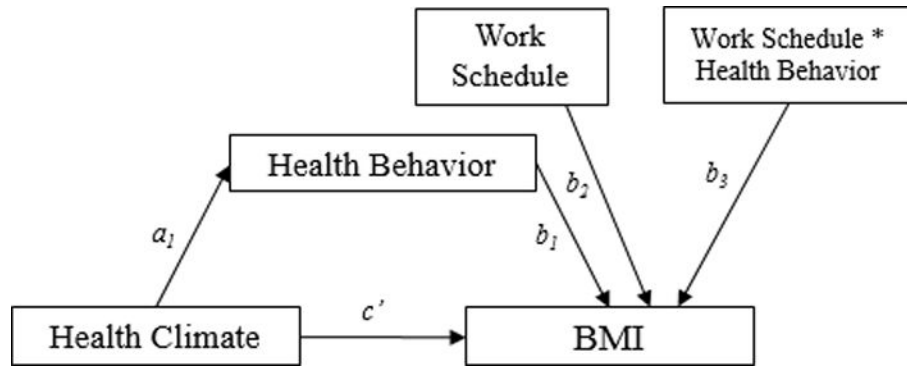 Work
Schedule
Work Schedule *
Health Behavior
Health Behavior
b₂
b₃
a₁
b₁
c’
Health Climate
BMI